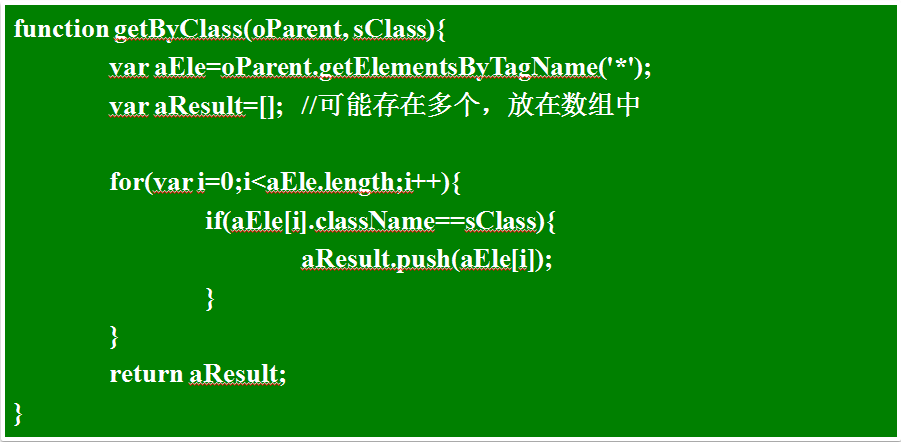 function getByClass(oParent, sClass){
var aEle=oParent.getElementsByTagName('*');
var aResult=[]; //可能存在多个，放在数组中
for(var i=0;i<aEle.length;i++){
if(aEle[i].className==sClass){
aResult.push(aEle[i]);
}
}
return aResult;
}